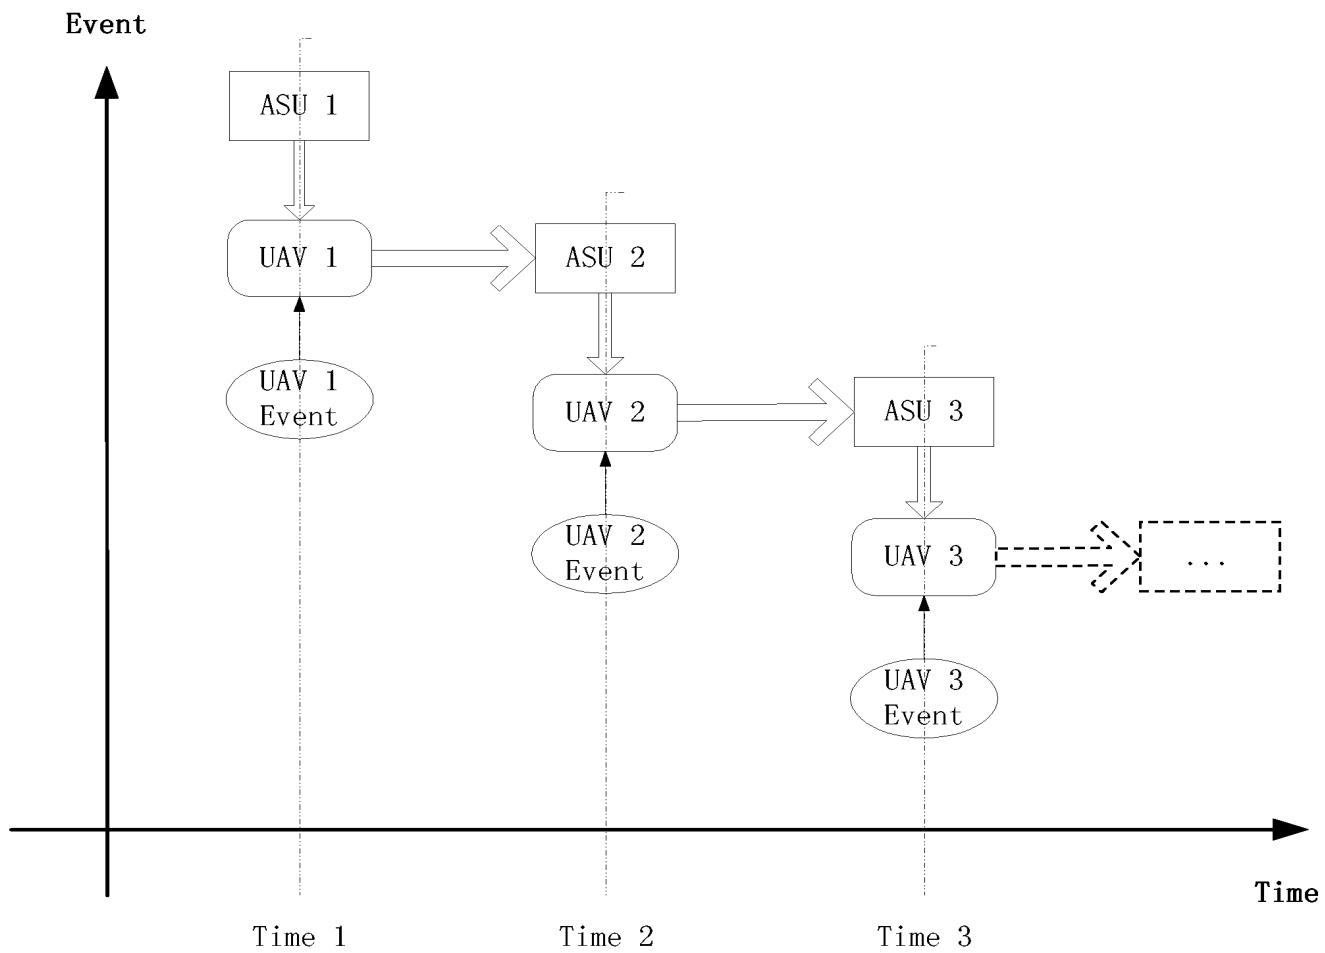 Event
ASU 1
UAV 1
ASU 2
UAV 1
Event
UAV 2
ASU 3
UAV 2
Event
UAV 3
...
UAV 3
Event
Time
Time 1
Time 2
Time 3